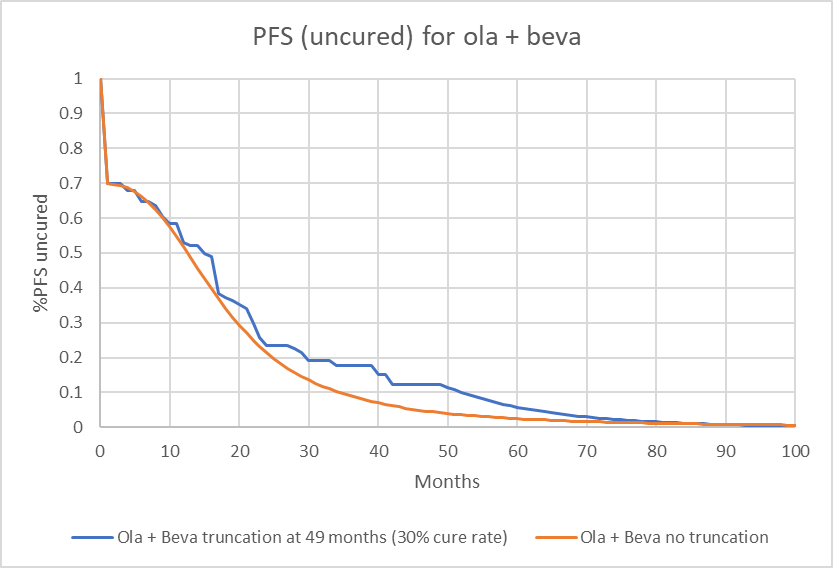 PFS (uncured) for ola + beva
1
0.9
0.8
0.7
0.6
0.5
0.4
0.3
0.2
0.1
0
%PFS uncured
0 10 20 30 40 50 60 70 80 90 100
Months
Ola + Beva truncation at 49 months (30% cure rate) Ola + Beva no truncation